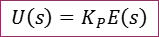 U(s) = K_P E(s)